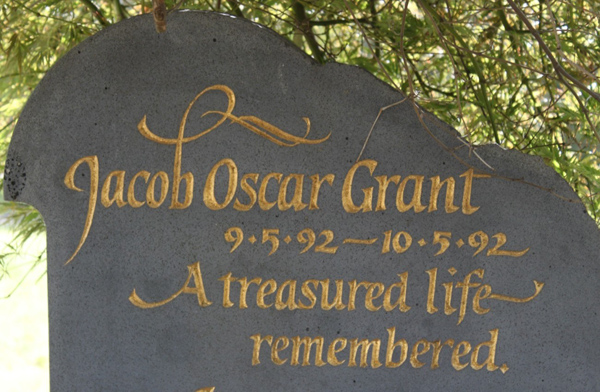 Jacob Oscar Grant
9·5·92—10·5·92
A treasured life
remembered.